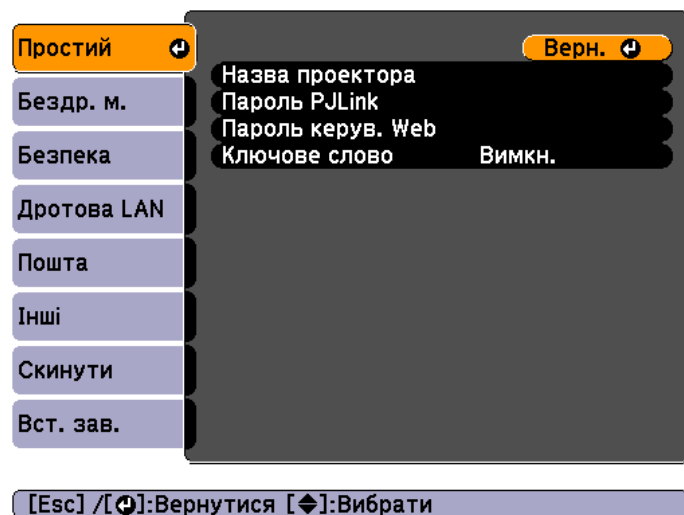 Простий
Бездр. м.
Безпека
Дротова LAN
Пошта
Інші
Скинути
Вст. зав.
Верн.
Назва проектора
Пароль PJLink
Пароль керув. Web
Ключове слово Вимкн.
[Esc] /[⏎]:Вернутися [◆]:Вибрати